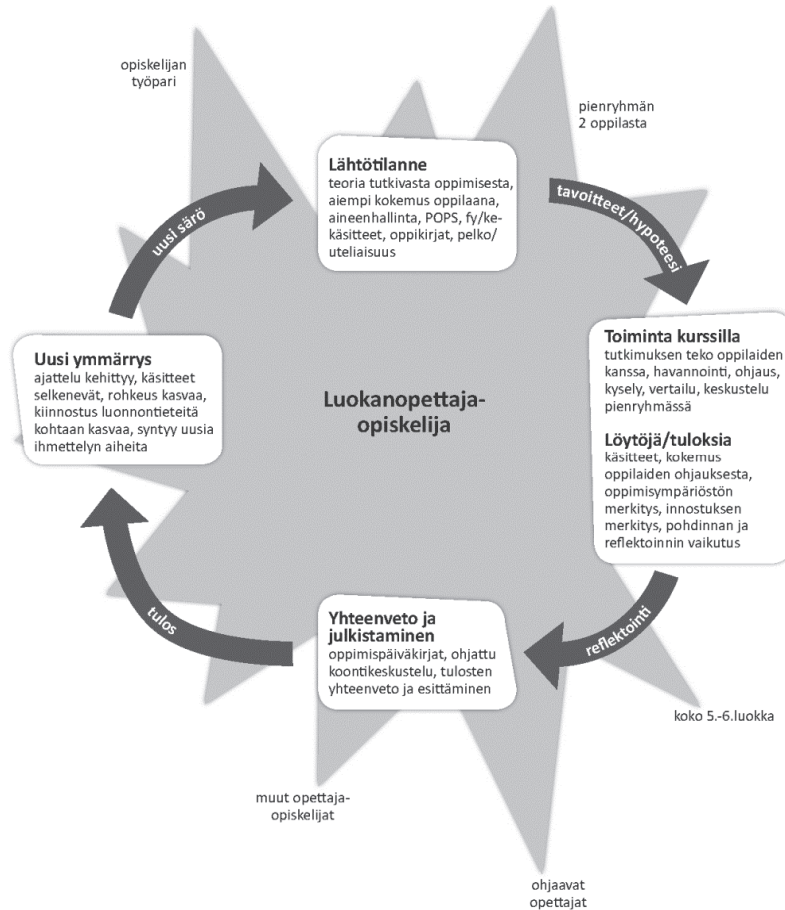 opiskelijan
työpari
pienryhmän
2 oppilasta
Lähtötilanne
teoria tutkivasta oppimisesta,
aiempi kokemus oppilaana,
aineenhallinta, POPS, fy/ke-
käsitteet, oppikirjat, pelko/
uteliaisuus
tavoitteet/hypoteesi
Toiminta kurssilla
tutkimuksen teko oppilaiden
kanssa, havannointi, ohjaus,
kysely, vertailu, keskustelu
pienryhmässä
Löytöjä/tuloksia
käsitteet, kokemus
oppilaiden ohjauksesta,
oppimisympäriöstön
merkitys, innostuksen
merkitys, pohdinnan ja
reflektoinnin vaikutus
reflektointi
koko 5.-6.luokka
Yhteenveto ja
julkistaminen
oppimispäiväkirjat, ohjattu
koontikeskustelu, tulosten
yhteenveto ja esittäminen
ohjaavat
opettajat
muut opettaja-
opiskelijat
tulos
Uusi ymmärrys
ajattelu kehittyy, käsitteet
selkenevät, rohkeus kasvaa,
kiinnostus luonnontieteitä
kohtaan kasvaa, syntyy uusia
ihmettelyn aiheita
uusi särö
Luokanopettaja-
opiskelija